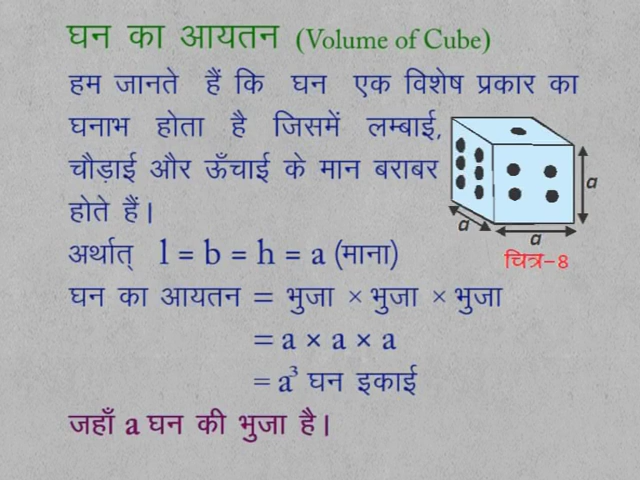 घन का आयतन (Volume of Cube)
हम जानते हैं कि घन एक विशेष प्रकार का
घनाभ होता है जिसमें लम्बाई,
चौड़ाई और ऊँचाई के मान बराबर
होते हैं।
a
a
a
चित्र-8
अर्थात् l = b = h = a (माना)
घन का आयतन = भुजा × भुजा × भुजा
= a × a × a
= a³ घन इकाई
जहाँ a घन की भुजा है।